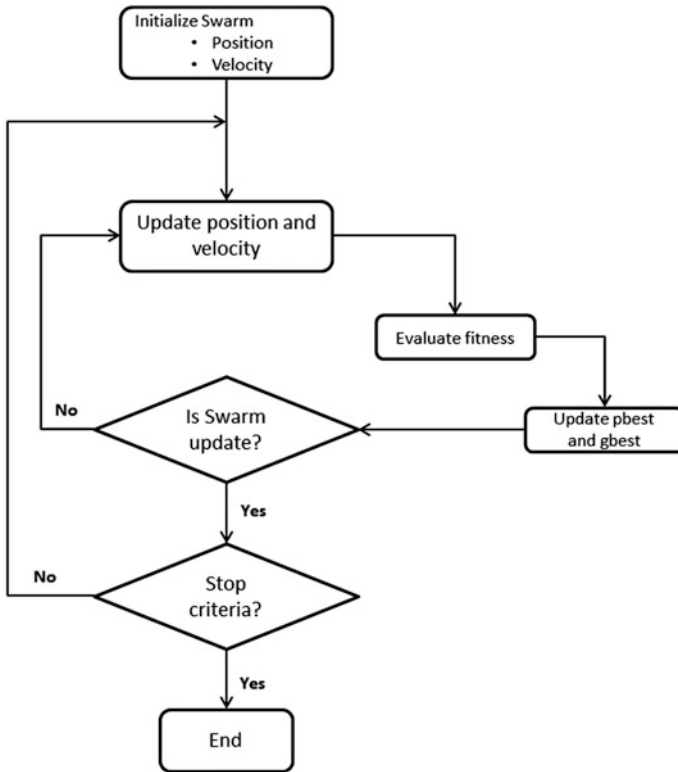 Initialize Swarm
• Position
• Velocity
Update position and
velocity
Evaluate fitness
Update pbest
and gbest
Is Swarm
update?
No
Yes
Stop
criteria?
No
Yes
End